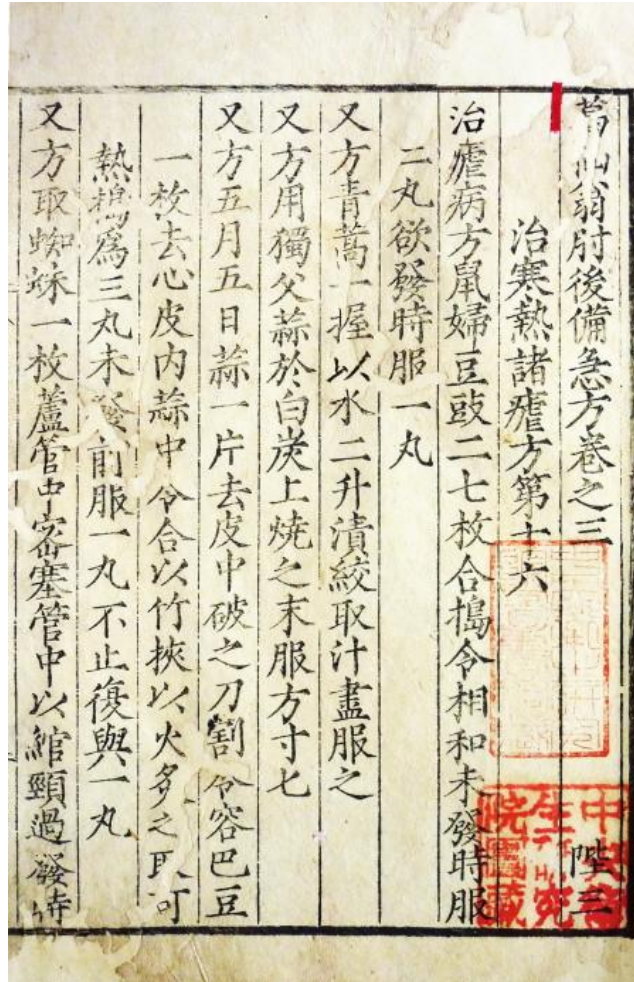 葛仙翁肘後備急方卷之三
陛三
治寒熱諸瘧方第十六
治瘧病方鼠婦豆豉二七枚合搗令相和未發時服
二丸欲發時服一丸
又方青蒿一握以水二升漬絞取汁盡服之
又方用獨父蒜於白炭上燒之末服方寸七
又方五月五日蒜一片去皮中破之刀割令容巴豆
一枚去心皮內蒜中令合以竹挾以火炙之取可
熱搗為三丸未發前服一丸不止復與一丸
又方取蜘蛛一枚蘆管中密塞管中以綰頸過發時